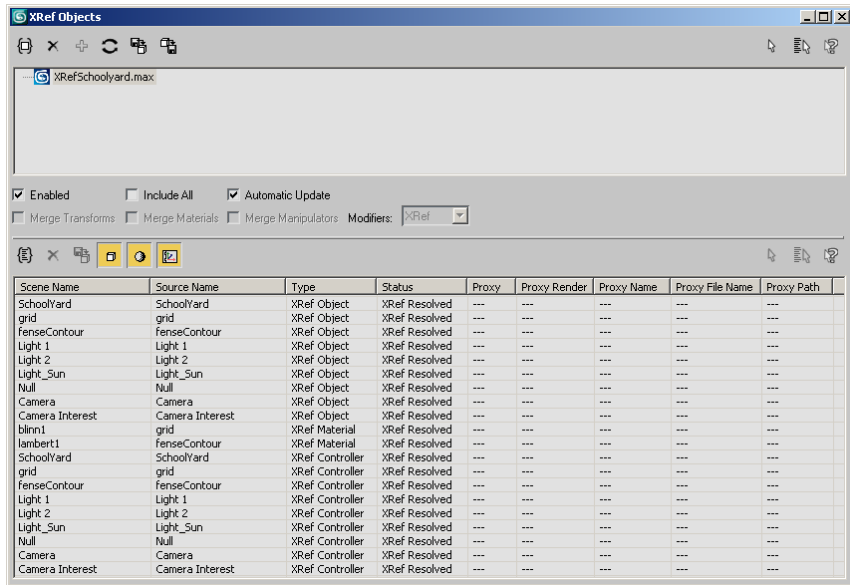 XRef Objects
XRefSchoolyard.max
Enabled Include All Automatic Update
Merge Transforms Merge Materials Merge Manipulators Modifiers: XRef
Scene Name Source Name Type Status Proxy Proxy Render Proxy Name Proxy File Name Proxy Path
SchoolYard SchoolYard XRef Object XRef Resolved --- --- --- --- ---
grid grid XRef Object XRef Resolved --- --- --- --- ---
fenseContour fenseContour XRef Object XRef Resolved --- --- --- --- ---
Light 1 Light 1 XRef Object XRef Resolved --- --- --- --- ---
Light 2 Light 2 XRef Object XRef Resolved --- --- --- --- ---
Light_Sun Light_Sun XRef Object XRef Resolved --- --- --- --- ---
Null Null XRef Object XRef Resolved --- --- --- --- ---
Camera Camera XRef Object XRef Resolved --- --- --- --- ---
Camera Interest Camera Interest XRef Object XRef Resolved --- --- --- --- ---
blinn1 grid XRef Material XRef Resolved --- --- --- --- ---
lambert1 fenseContour XRef Material XRef Resolved --- --- --- --- ---
SchoolYard SchoolYard XRef Controller XRef Resolved --- --- --- --- ---
grid grid XRef Controller XRef Resolved --- --- --- --- ---
fenseContour fenseContour XRef Controller XRef Resolved --- --- --- --- ---
Light 1 Light 1 XRef Controller XRef Resolved --- --- --- --- ---
Light 2 Light 2 XRef Controller XRef Resolved --- --- --- --- ---
Light_Sun Light_Sun XRef Controller XRef Resolved --- --- --- --- ---
Null Null XRef Controller XRef Resolved --- --- --- --- ---
Camera Camera XRef Controller XRef Resolved --- --- --- --- ---
Camera Interest Camera Interest XRef Controller XRef Resolved --- --- --- --- ---